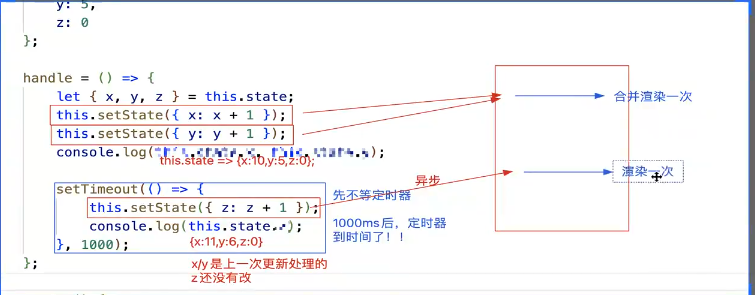 y: 5,
z: 0
};
handle = () => {
let { x, y, z } = this.state;
this.setState({ x: x + 1 });
合并渲染一次
this.setState({ y: y + 1 });
console.log(
);
this.state => {x:10,y:5,z:0};
setTimeout(() => {
异步
渲染一次
先不等定时器
this.setState({ z: z + 1 });
console.log(this.state
);
1000ms后，定时器
到时间了！！
{x:11,y:6,z:0}
}, 1000);
};
x/y是上一次更新处理的
z还没有改